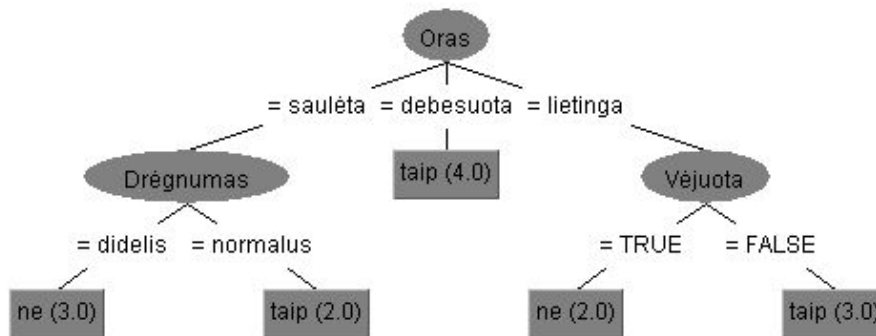 Oras
= saulėta = debesuota = lietinga
Drėgnumas taip (4.0) Vėjuota
= didelis = normalus = TRUE = FALSE
ne (3.0) taip (2.0) ne (2.0) taip (3.0)